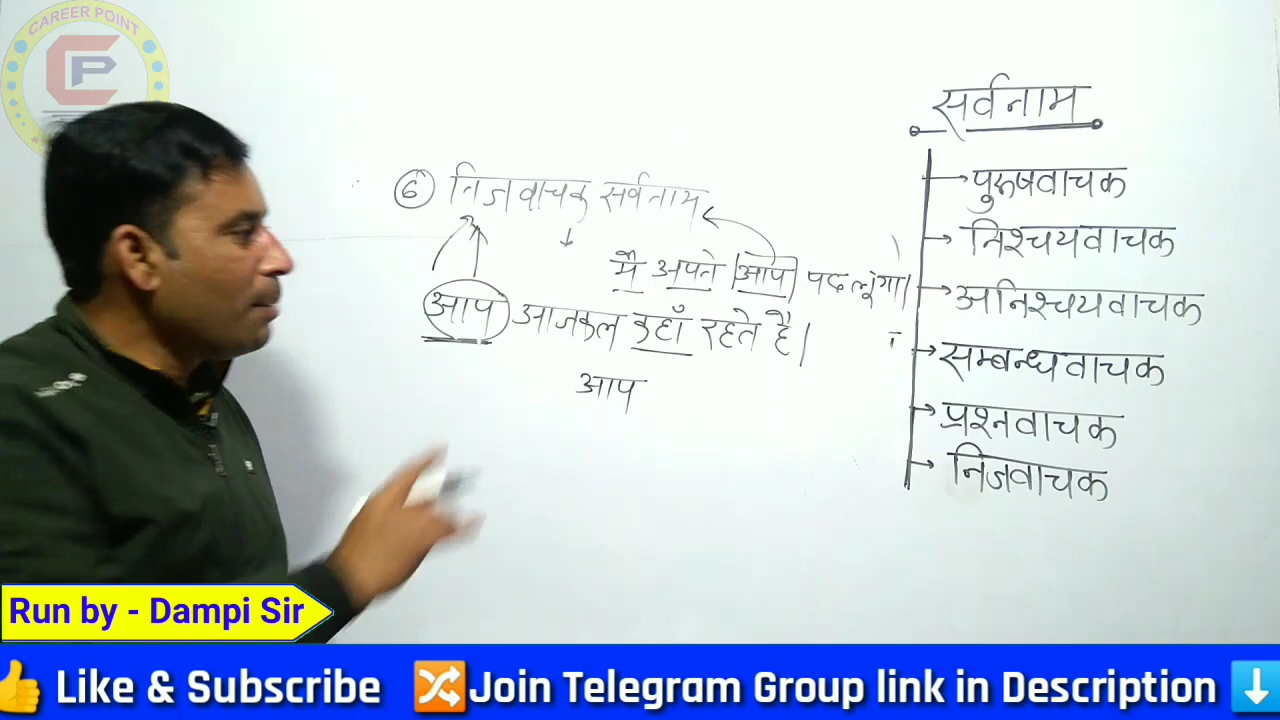 CAREER POINT
CP
सर्वनाम
पुरुषवाचक
निश्चयवाचक
अनिश्चयवाचक
सम्बन्धवाचक
प्रश्नवाचक
निजवाचक
6 निजवाचक सर्वनाम
मै अपने आप पढ लूंगा।
आप आजकल कहाँ रहते है।
आप
Run by - Dampi Sir
Like & Subscribe Join Telegram Group link in Description